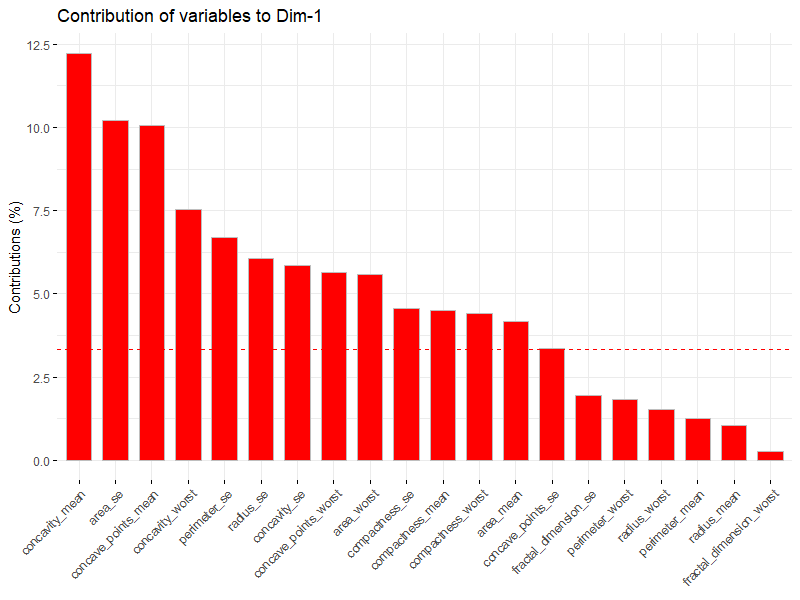 Contribution of variables to Dim-1
Contributions (%)
12.5
10.0
7.5
5.0
2.5
0.0
concavity_mean
area_se
concave_points_mean
concavity_worst
perimeter_se
radius_se
concavity_se
concave_points_worst
area_worst
compactness_se
compactness_mean
compactness_worst
area_mean
concave_points_se
fractal_dimension_se
perimeter_worst
radius_worst
perimeter_mean
radius_mean
fractal_dimension_worst